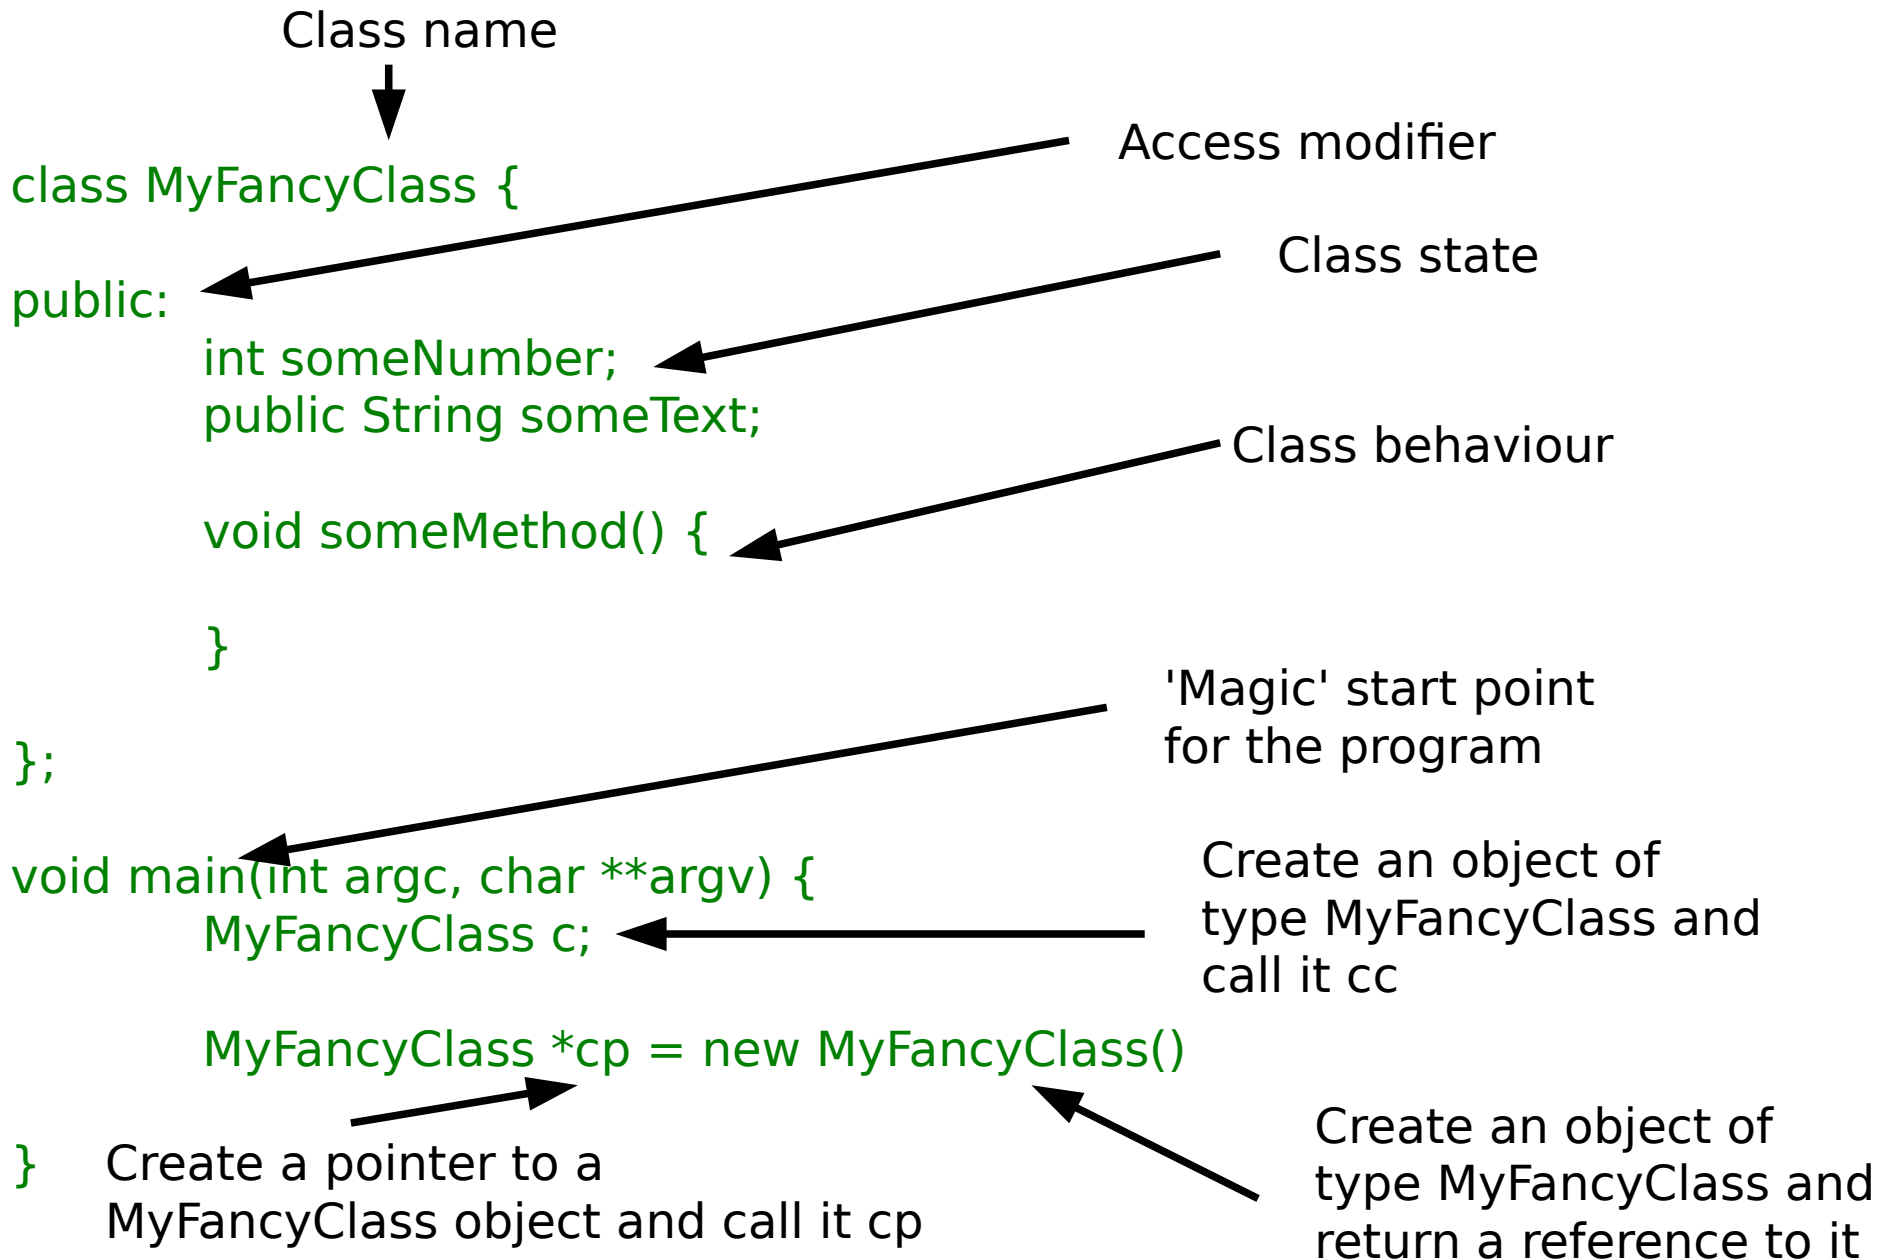 Class name
Access modifier
class MyFancyClass {
Class state
public:
int someNumber;
public String someText;
Class behaviour
void someMethod() {
}
'Magic' start point
for the program
};
void main(int argc, char **argv) {
MyFancyClass c;
Create an object of
type MyFancyClass and
call it cc
MyFancyClass *cp = new MyFancyClass()
}
Create a pointer to a
MyFancyClass object and call it cp
Create an object of
type MyFancyClass and
return a reference to it